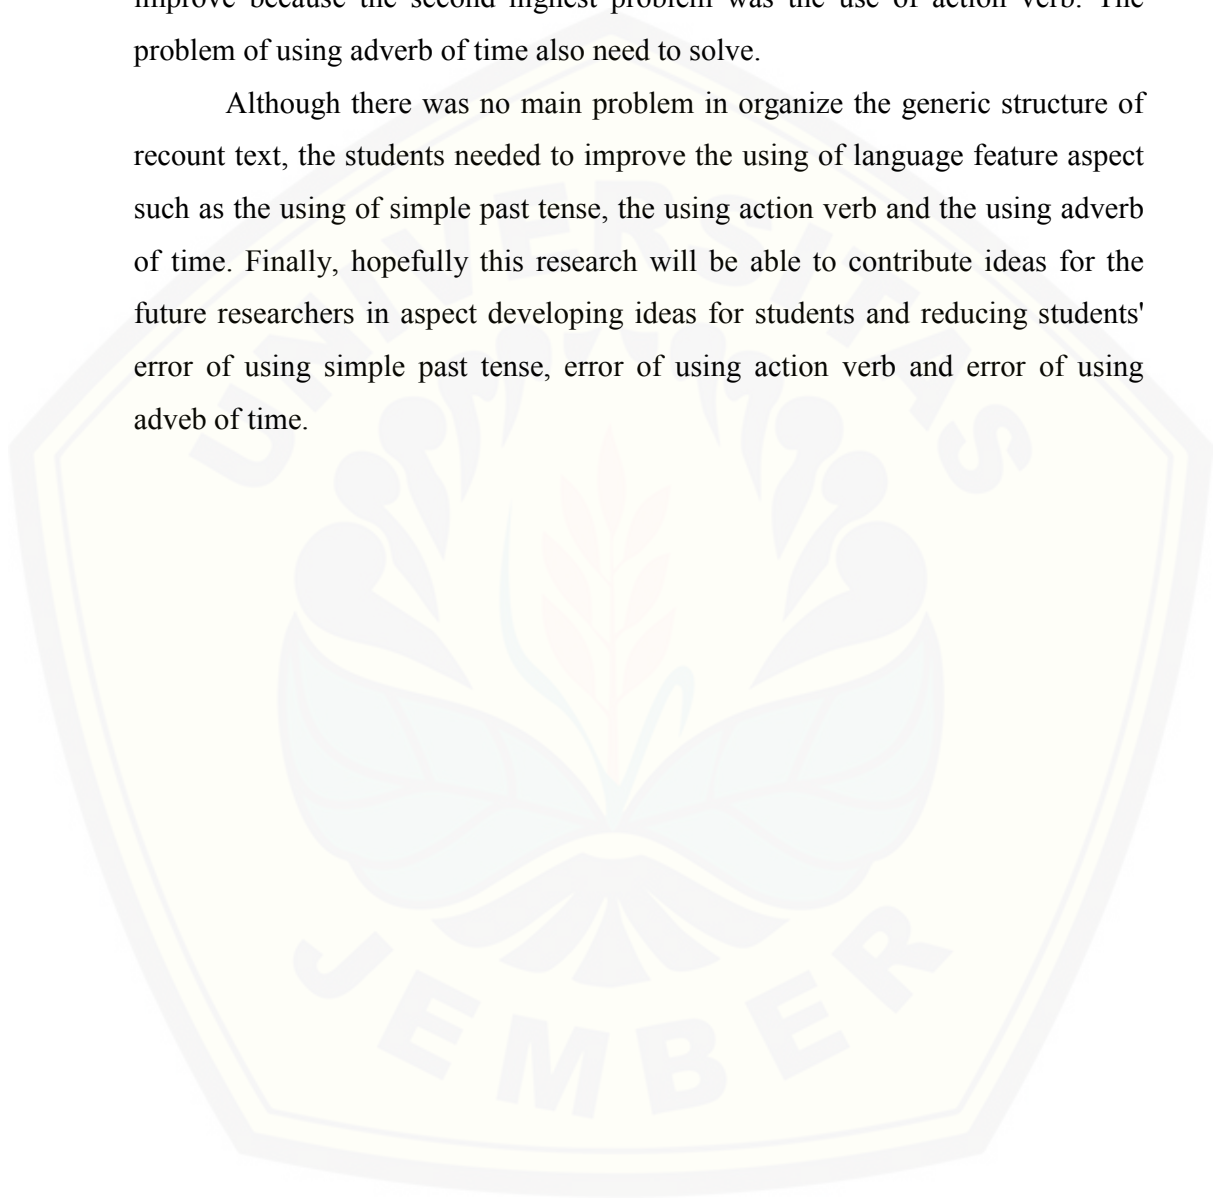 improve because the second highest problem was the use of action verb. The
problem of using adverb of time also need to solve.
Although there was no main problem in organize the generic structure of
recount text, the students needed to improve the using of language feature aspect
such as the using of simple past tense, the using action verb and the using adverb
of time. Finally, hopefully this research will be able to contribute ideas for the
future researchers in aspect developing ideas for students and reducing students'
error of using simple past tense, error of using action verb and error of using
adveb of time.
UNIVERSITAS
JEMBER